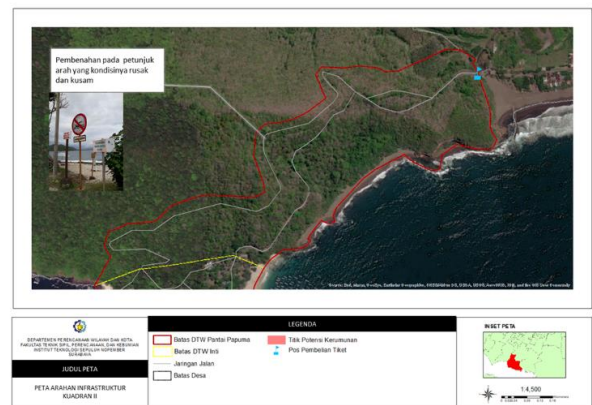 Pembenahan pada petunjuk
arah yang kondisinya rusak
dan kusam
DEPARTEMEN PERENCANAAN WILAYAH DAN KOTA
FAKULTAS TEKNIK SIPIL, PERENCANAAN, DAN KEBUMIAN
INSTITUT TEKNOLOGI SEPULUH NOPEMBER
SURABAYA
JUDUL PETA
PETA ARAHAN INFRASTRUKTUR
KUADRAN II
LEGENDA
Batas DTW Pantai Papuma
Batas DTW Inti
Jaringan Jalan
Batas Desa
Titik Potensi Kerumunan
Pos Pembelian Tiket
INSET PETA
1:4,500